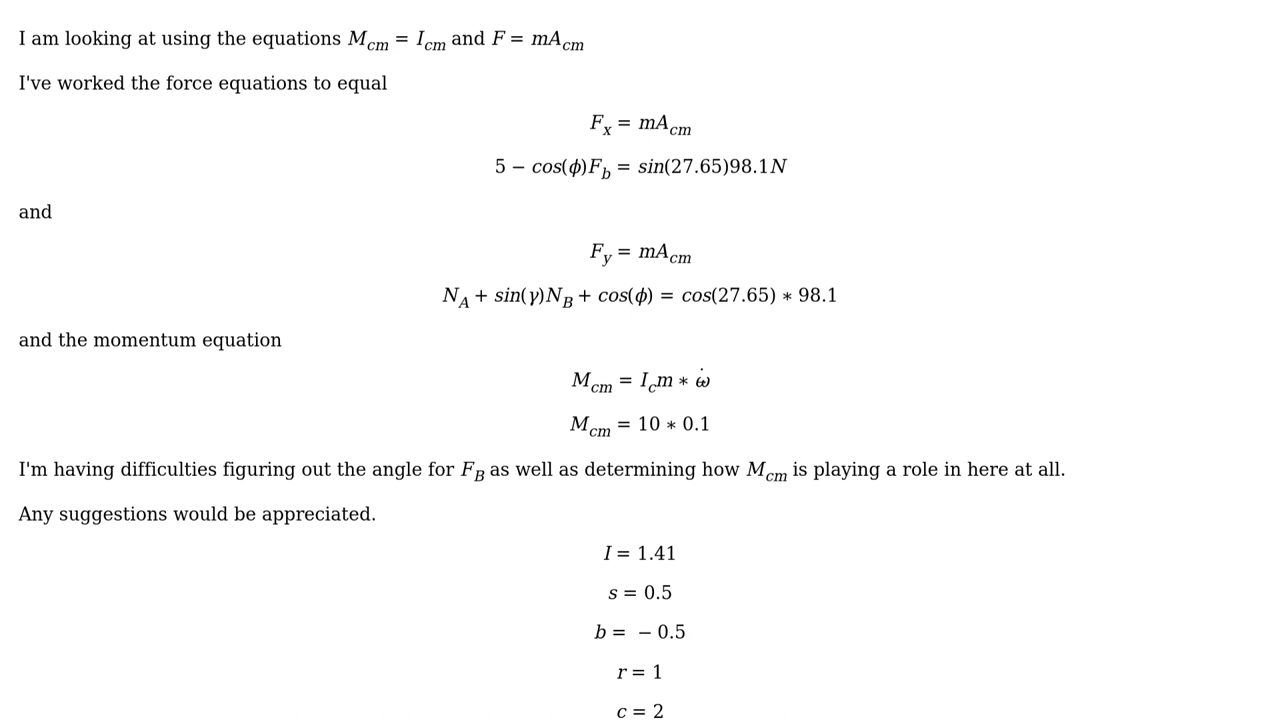 I am looking at using the equations M_cm = I_cm and F = mA_cm
I've worked the force equations to equal
F_x = mA_cm
5 − cos(ϕ)F_b = sin(27.65)98.1N
and
F_y = mA_cm
N_A + sin(γ)N_B + cos(ϕ) = cos(27.65) ∗ 98.1
and the momentum equation
M_cm = I_cm ∗ ω̇
M_cm = 10 ∗ 0.1
I'm having difficulties figuring out the angle for F_B as well as determining how M_cm is playing a role in here at all.
Any suggestions would be appreciated.
I = 1.41
s = 0.5
b = − 0.5
r = 1
c = 2